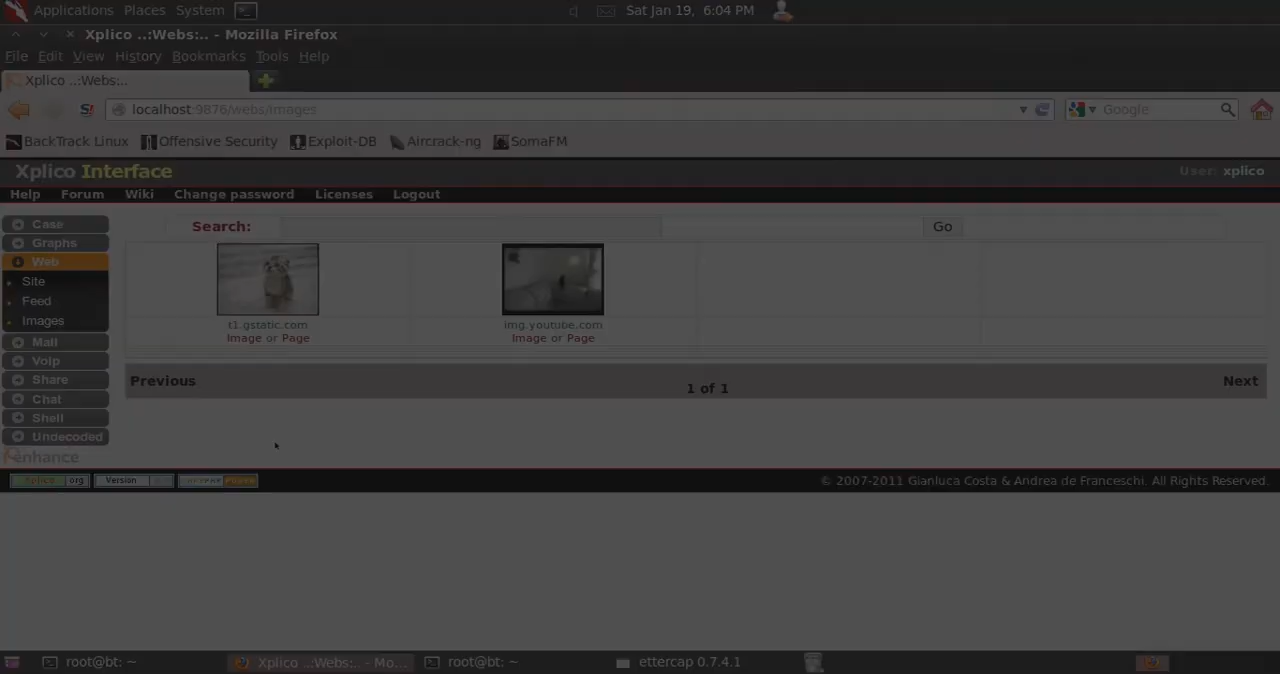 Applications Places System Sat Jan 19, 6:04 PM
Xplico ..:Webs:.. - Mozilla Firefox
File Edit View History Bookmarks Tools Help
Xplico ..:Webs:..
localhost:9876/webs/images Google
BackTrack Linux Offensive Security Exploit-DB Aircrack-ng SomaFM
Xplico Interface User: xplico
Help Forum Wiki Change password Licenses Logout
Case
Graphs
Web
Site
Feed
Images
Mail
Voip
Share
Chat
Shell
Undecoded
Search: Go
t1.gstatic.com img.youtube.com
Image or Page Image or Page
Previous 1 of 1 Next
enhance
Xplico org Version © 2007-2011 Gianluca Costa & Andrea de Franceschi. All Rights Reserved.
root@bt: ~ Xplico ..:Webs:.. - Mo... root@bt: ~ ettercap 0.7.4.1